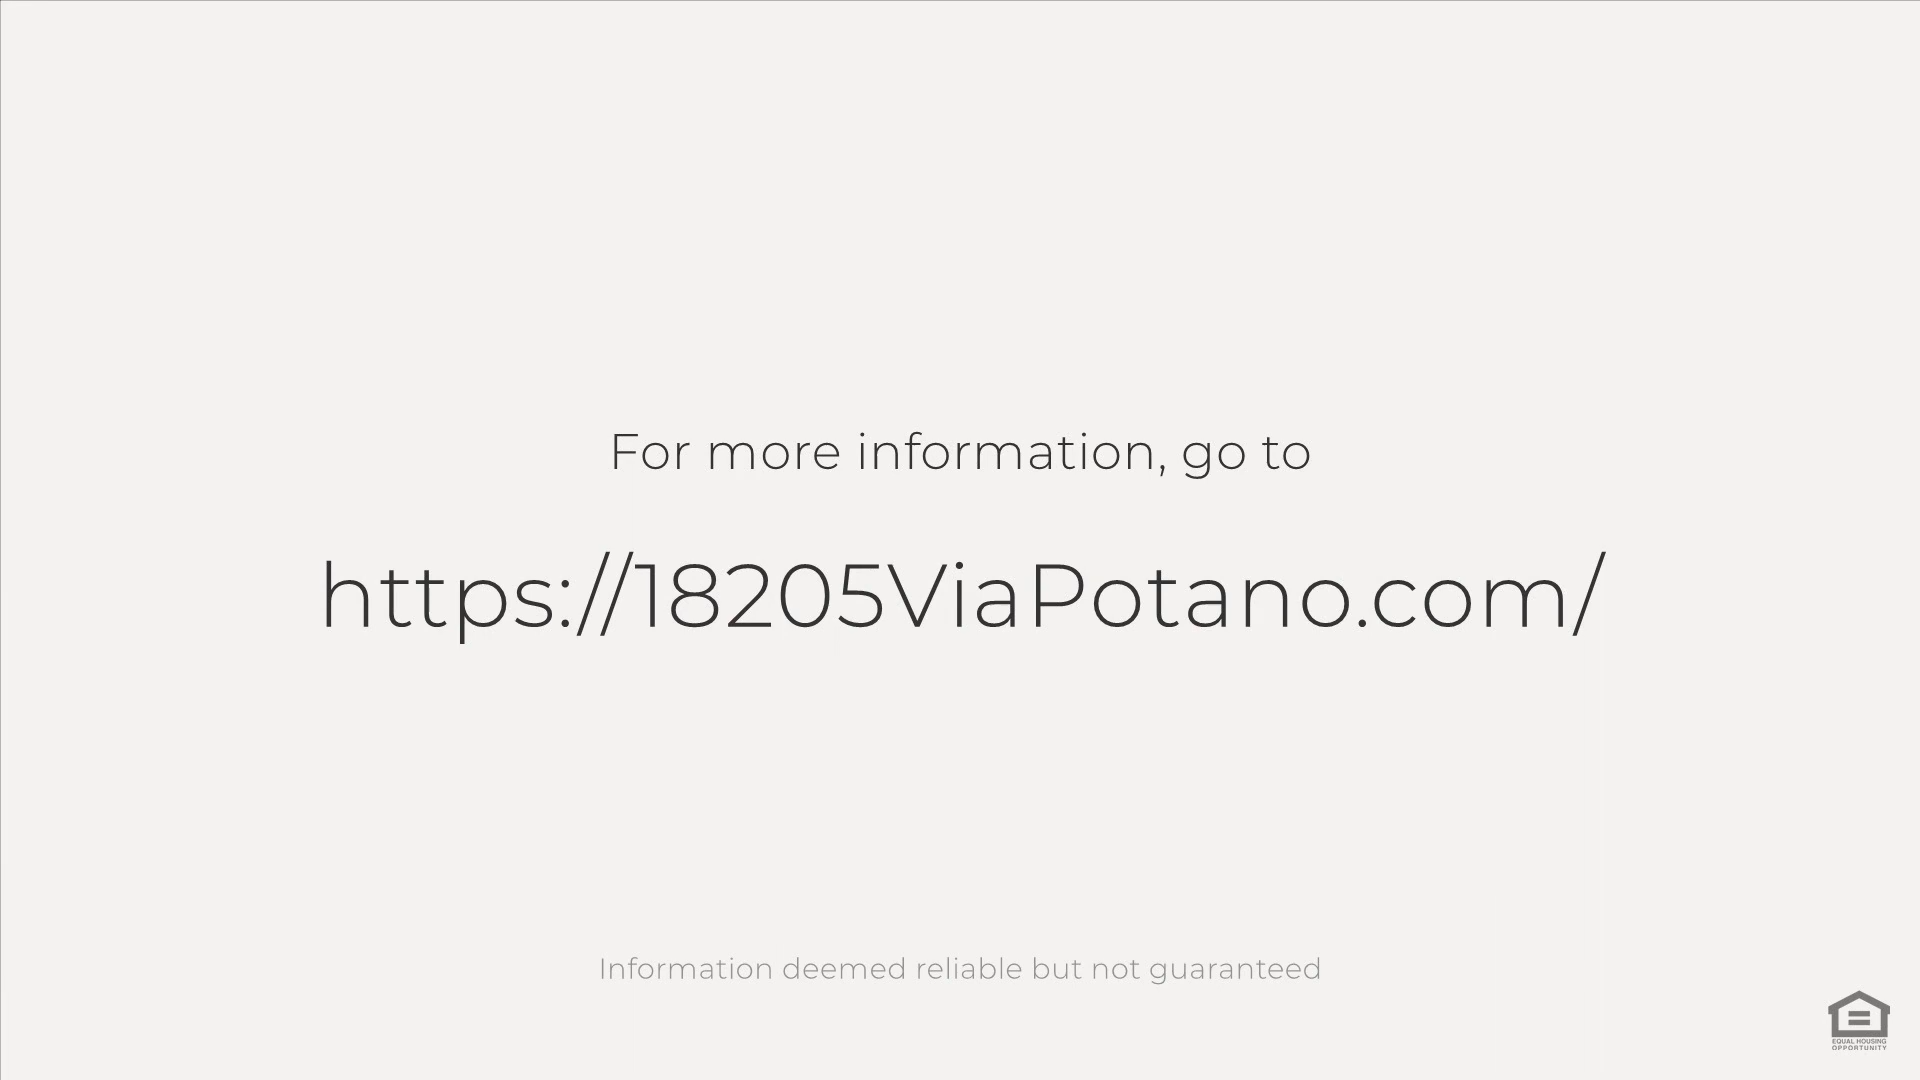 For more information, go to
https://18205ViaPotano.com/
Information deemed reliable but not guaranteed
EQUAL HOUSING
OPPORTUNITY